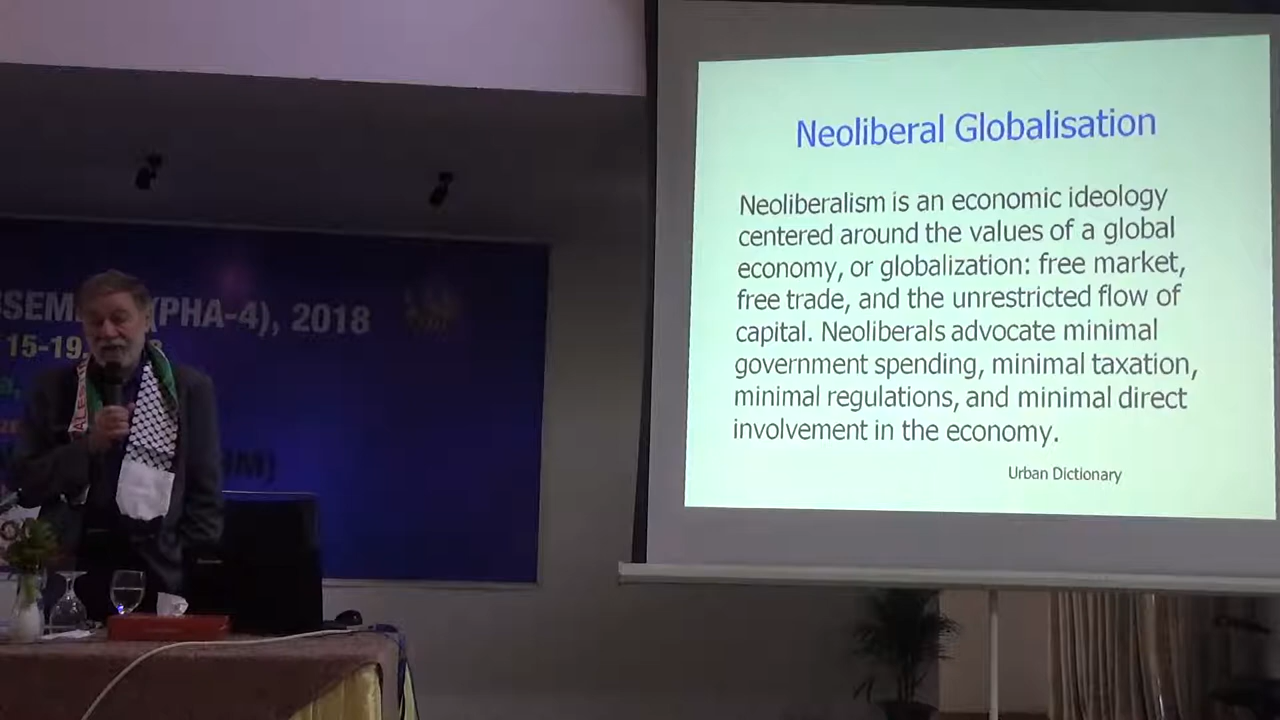 Neoliberal Globalisation
Neoliberalism is an economic ideology
centered around the values of a global
economy, or globalization: free market,
free trade, and the unrestricted flow of
capital. Neoliberals advocate minimal
government spending, minimal taxation,
minimal regulations, and minimal direct
involvement in the economy.
Urban Dictionary
(PHA-4), 2018
15-19,